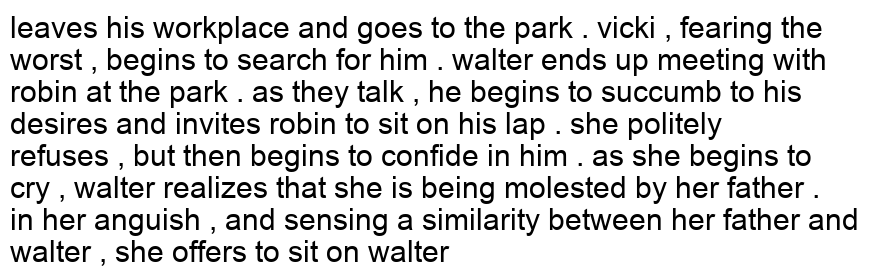 leaves his workplace and goes to the park . vicki , fearing the
worst , begins to search for him . walter ends up meeting with
robin at the park . as they talk , he begins to succumb to his
desires and invites robin to sit on his lap . she politely
refuses , but then begins to confide in him . as she begins to
cry , walter realizes that she is being molested by her father .
in her anguish , and sensing a similarity between her father and
walter , she offers to sit on walter